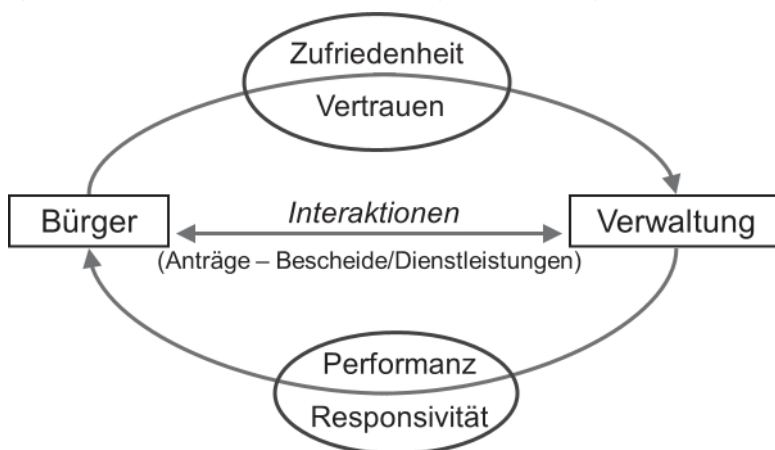 Zufriedenheit
Vertrauen
Bürger
Interaktionen
Verwaltung
(Anträge – Bescheide/Dienstleistungen)
Performanz
Responsivität